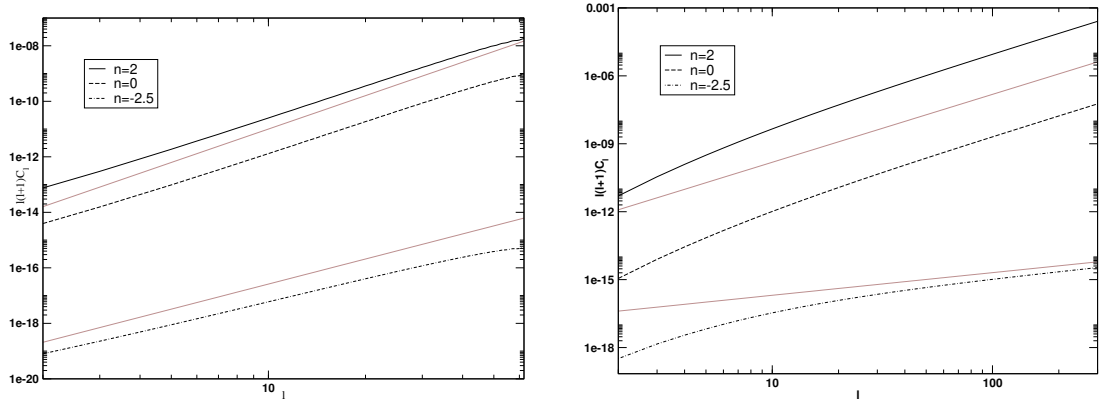 1e-08
1e-10
1e-12
1e-14
1e-16
1e-18
1e-20
l(l+1)C_l
n=2
n=0
n=-2.5
10
l
0.001
1e-06
1e-09
1e-12
1e-15
1e-18
l(l+1)C_l
n=2
n=0
n=-2.5
10
100
l